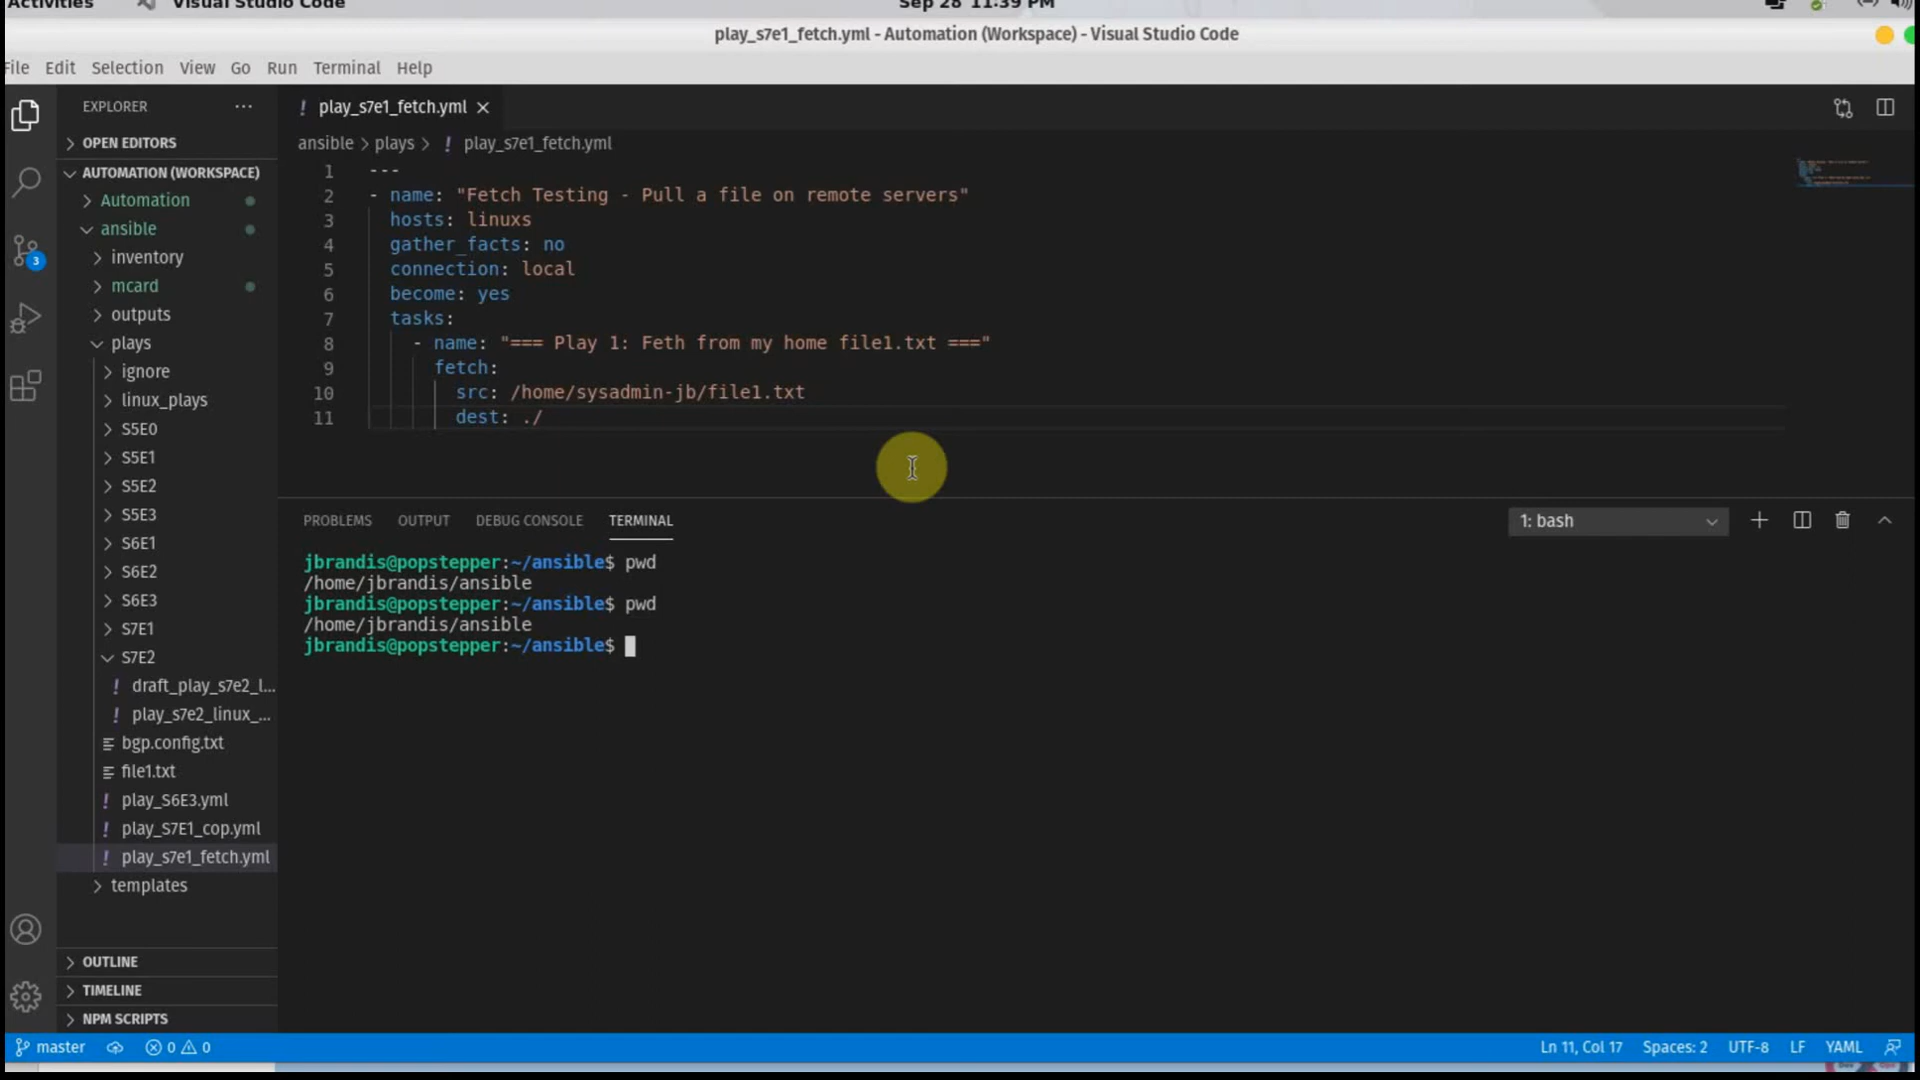 Activities Visual Studio Code Sep 28 11:39 PM
play_s7e1_fetch.yml - Automation (Workspace) - Visual Studio Code
File Edit Selection View Go Run Terminal Help
EXPLORER ...
OPEN EDITORS
AUTOMATION (WORKSPACE)
Automation
ansible
inventory
mcard
outputs
plays
ignore
linux_plays
S5E0
S5E1
S5E2
S5E3
S6E1
S6E2
S6E3
S7E1
S7E2
! draft_play_s7e2_l...
! play_s7e2_linux_...
bgp.config.txt
file1.txt
! play_S6E3.yml
! play_S7E1_cop.yml
! play_s7e1_fetch.yml
templates
OUTLINE
TIMELINE
NPM SCRIPTS
3
! play_s7e1_fetch.yml ×
ansible > plays > ! play_s7e1_fetch.yml
1 ---
2 - name: "Fetch Testing - Pull a file on remote servers"
3 hosts: linuxs
4 gather_facts: no
5 connection: local
6 become: yes
7 tasks:
8 - name: "=== Play 1: Feth from my home file1.txt ==="
9 fetch:
10 src: /home/sysadmin-jb/file1.txt
11 dest: ./
PROBLEMS OUTPUT DEBUG CONSOLE TERMINAL 1: bash
jbrandis@popstepper:~/ansible$ pwd
/home/jbrandis/ansible
jbrandis@popstepper:~/ansible$ pwd
/home/jbrandis/ansible
jbrandis@popstepper:~/ansible$
master 0 0 Ln 11, Col 17 Spaces: 2 UTF-8 LF YAML